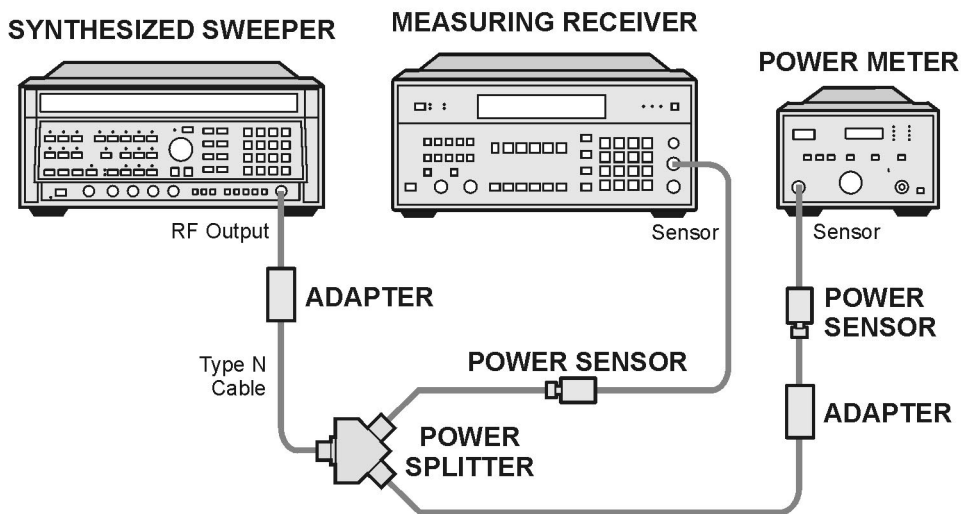 SYNTHESIZED SWEEPER
MEASURING RECEIVER
POWER METER
RF Output
Sensor
Sensor
ADAPTER
POWER
SENSOR
Type N
Cable
POWER SENSOR
ADAPTER
POWER
SPLITTER